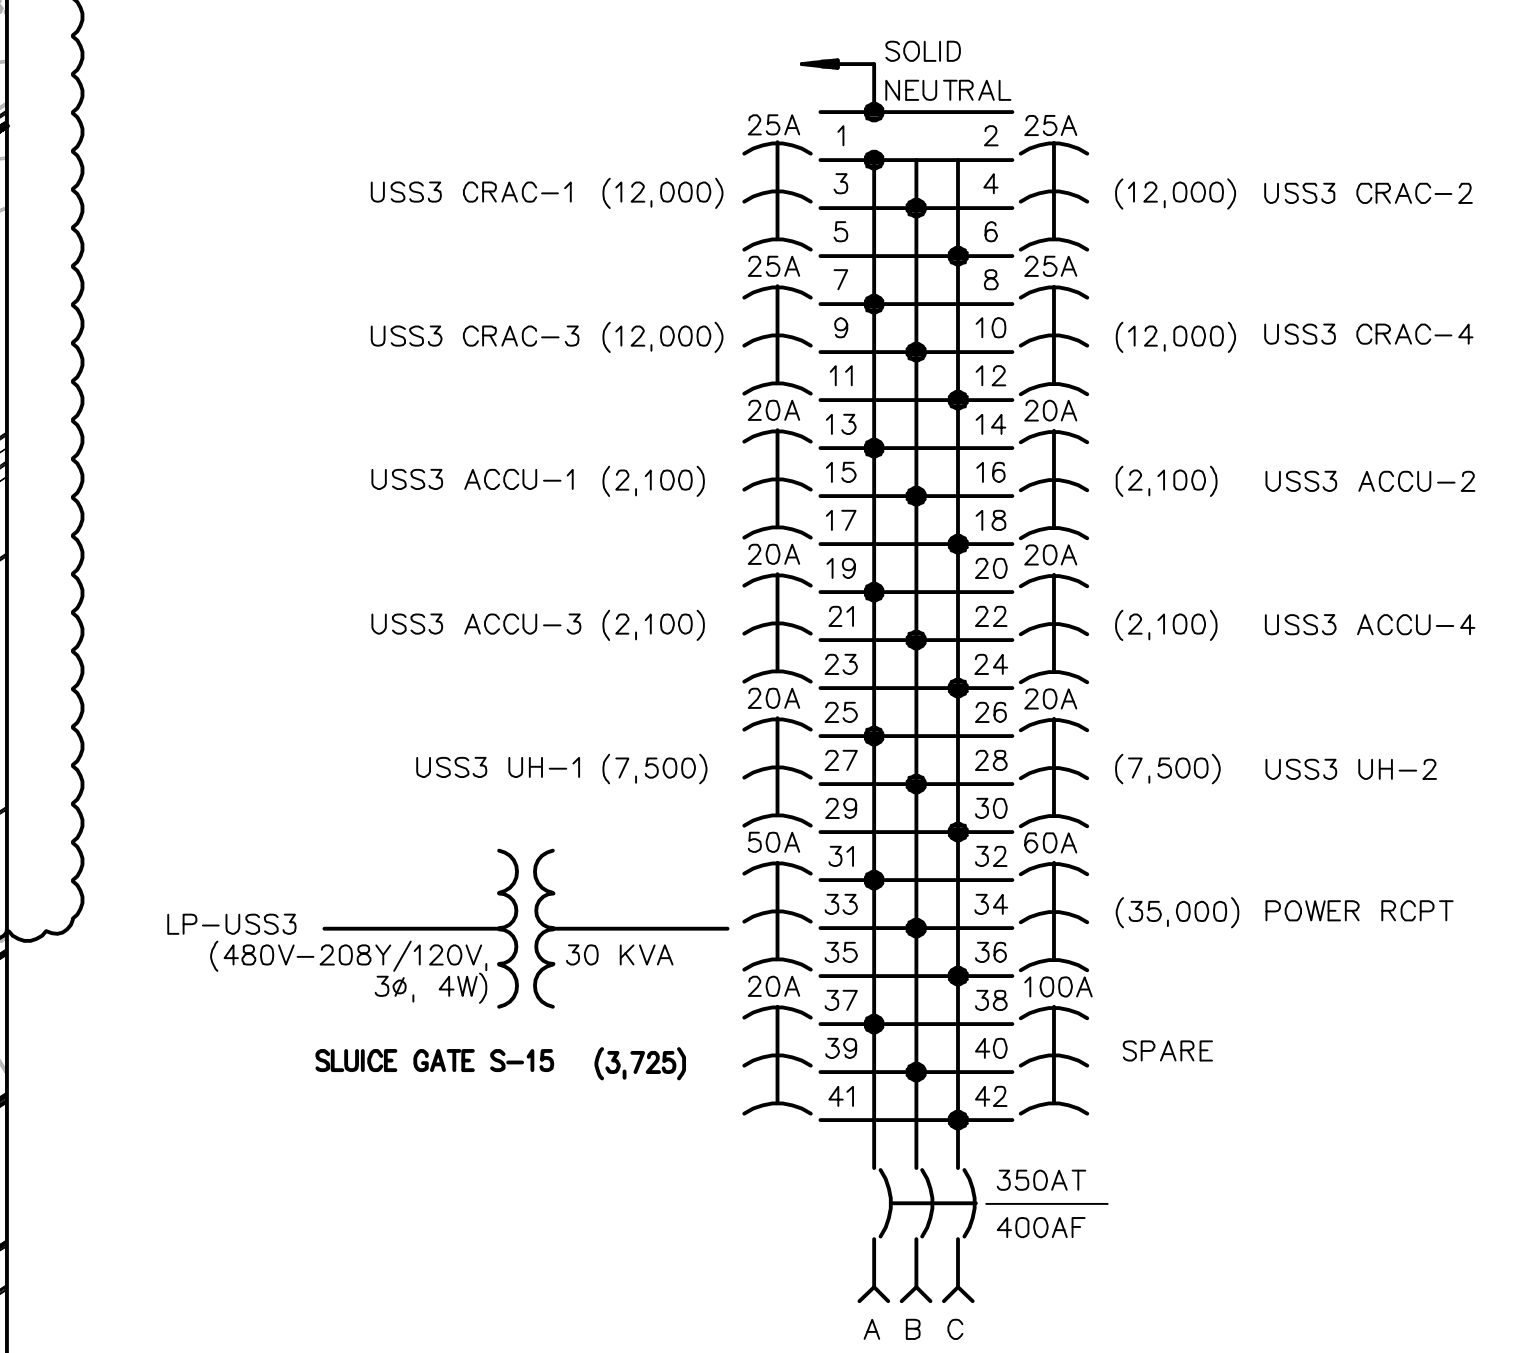 SOLID
NEUTRAL
25A 1 2 25A
USS3 CRAC-1 (12,000) 3 4 (12,000) USS3 CRAC-2
5 6
25A 7 8 25A
USS3 CRAC-3 (12,000) 9 10 (12,000) USS3 CRAC-4
11 12
20A 13 14 20A
USS3 ACCU-1 (2,100) 15 16 (2,100) USS3 ACCU-2
17 18
20A 19 20 20A
USS3 ACCU-3 (2,100) 21 22 (2,100) USS3 ACCU-4
23 24
20A 25 26 20A
USS3 UH-1 (7,500) 27 28 (7,500) USS3 UH-2
29 30
50A 31 32 60A
LP-USS3 33 34 (35,000) POWER RCPT
(480V-208Y/120V, 30 KVA 35 36
3ø, 4W) 20A 37 38 100A
SLUICE GATE S-15 (3,725) 39 40 SPARE
41 42
350AT
400AF
A B C